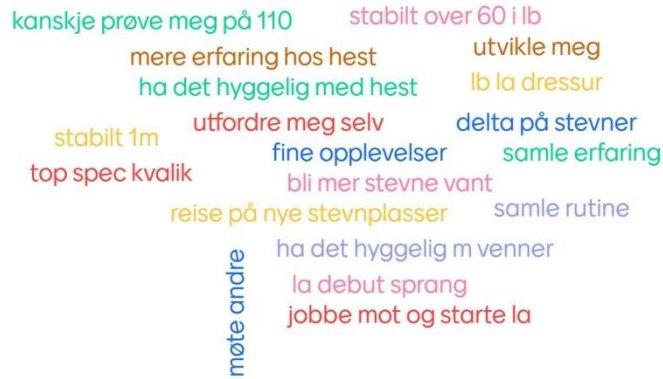 kanskje prøve meg på 110
stabilt over 60 i lb
mere erfaring hos hest
utvikle meg
ha det hyggelig med hest
lb la dressur
stabilt 1m
utfordre meg selv
delta på stevner
fine opplevelser
samle erfaring
top spec kvalik
bli mer stevne vant
reise på nye stevnplasser
samle rutine
ha det hyggelig m venner
møte andre
la debut sprang
jobbe mot og starte la